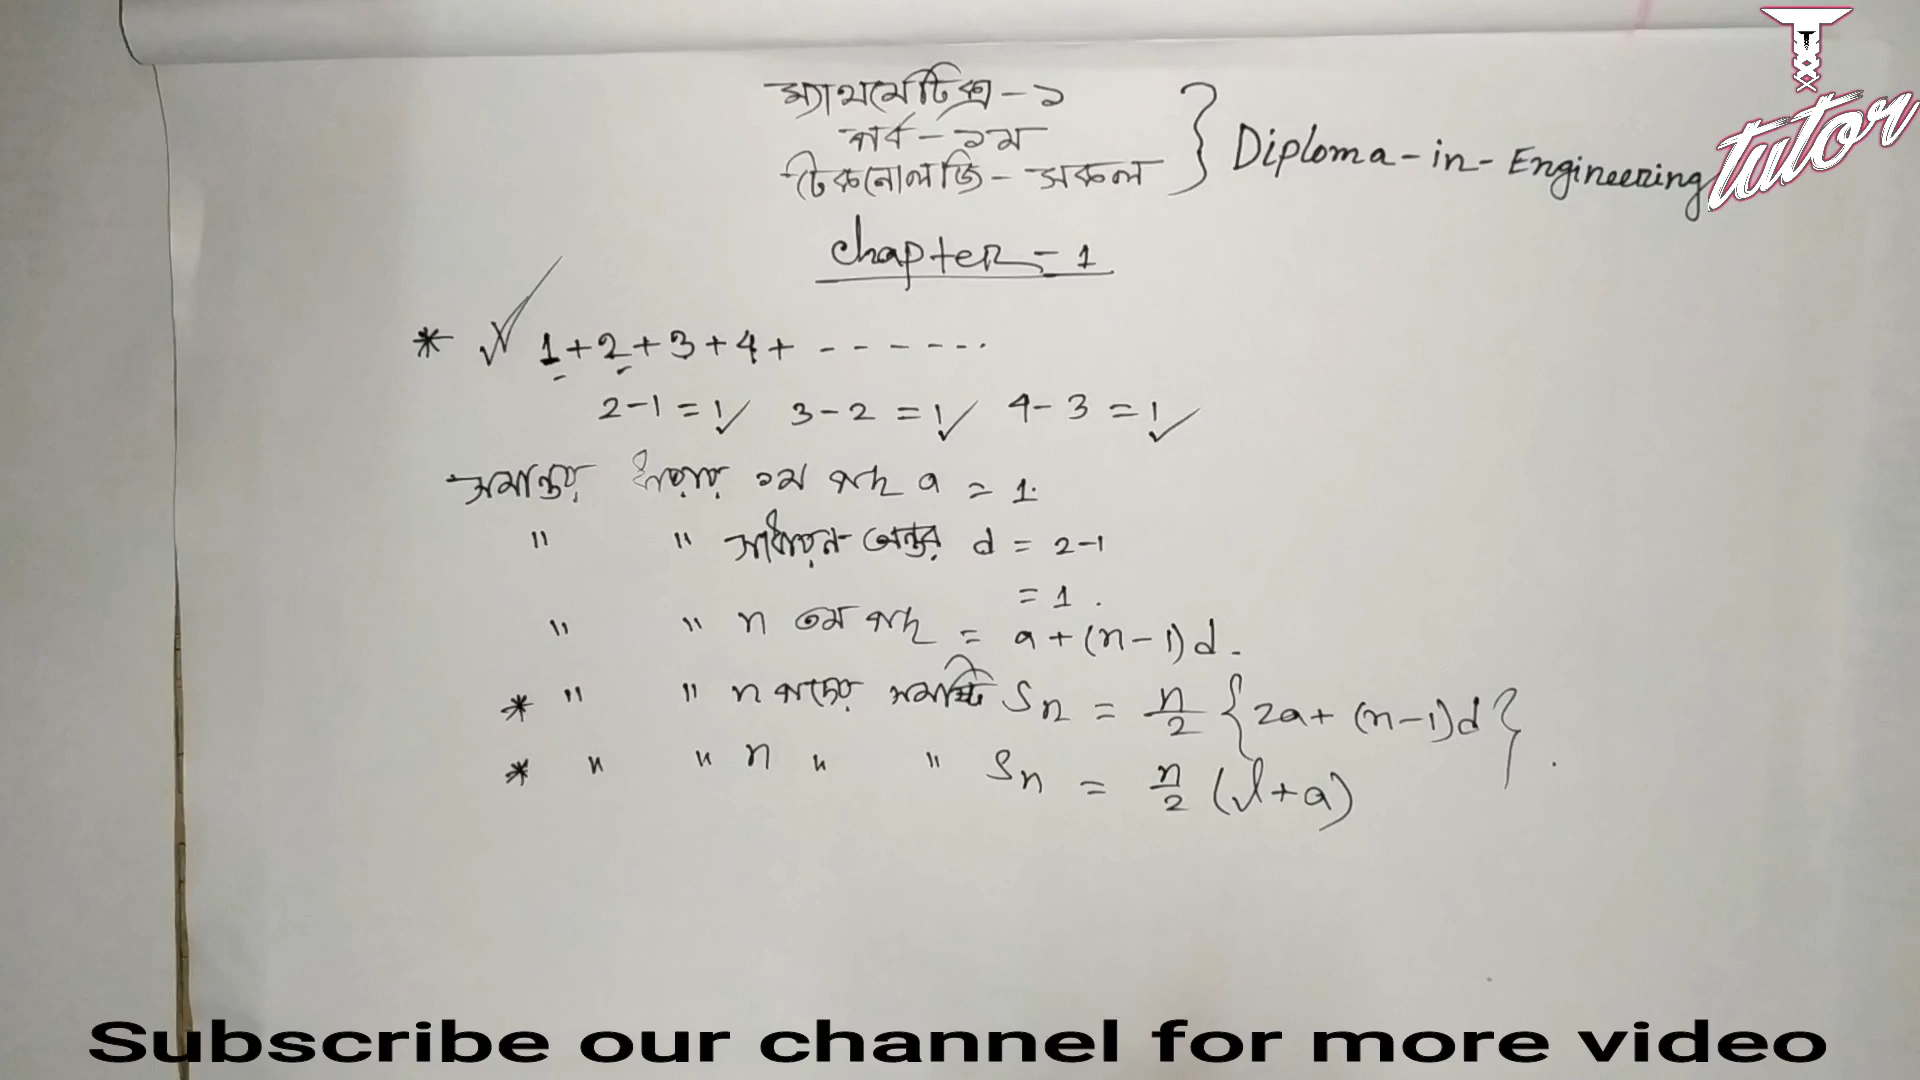 ম্যাথমেটিক্স - ১
পর্ব - ১ম
টেকনোলজি - সকল
} Diploma-in-Engineering
T TXXX
tutor
Chapter - 1
* √√ 1+2+3+4+ - - - - - - .
2-1 = 1✓ 3-2 = 1✓ 4-3 = 1✓
সমান্তর ধারার ১ম পদ a = 1.
" " সাধারন অন্তর d = 2-1
= 1 .
" " n তম পদ = a+(n-1)d.
* " " n পদের সমষ্টি Sn = n/2 {2a+(n-1)d} .
* " " n " " Sn = n/2 (l+a)
Subscribe our channel for more video